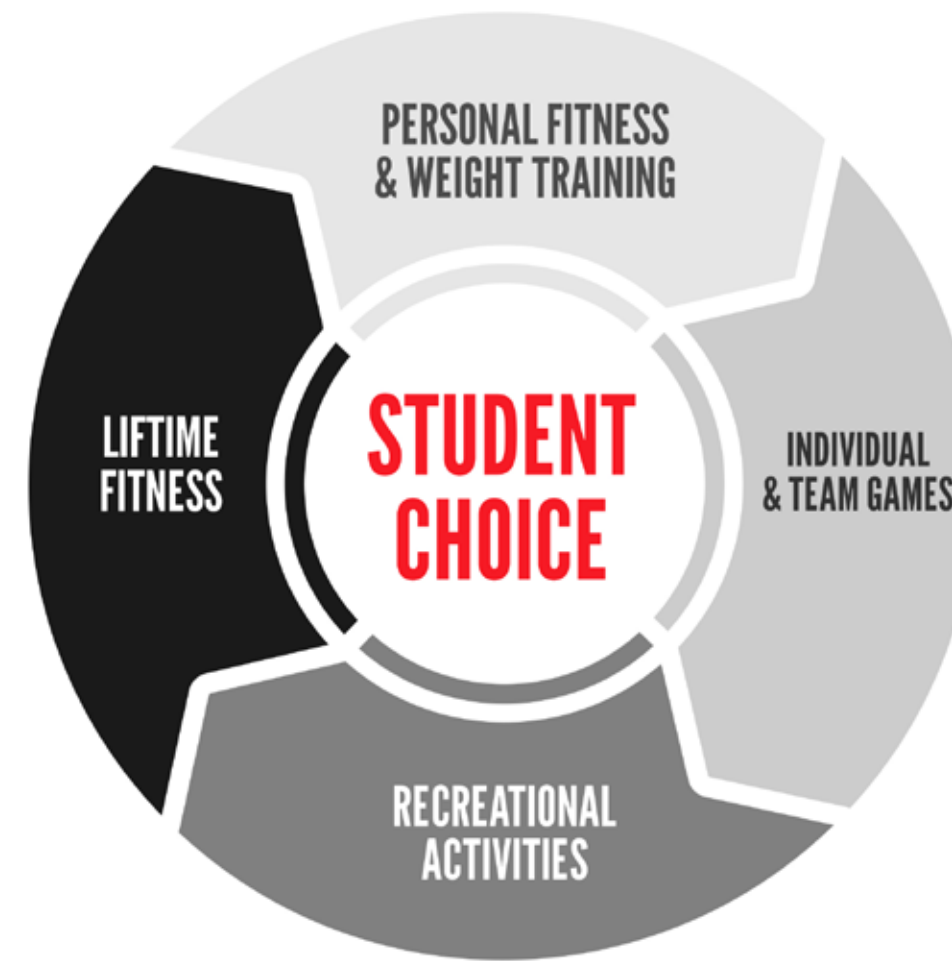 PERSONAL FITNESS
& WEIGHT TRAINING
LIFTIME
FITNESS
STUDENT
CHOICE
INDIVIDUAL
& TEAM GAMES
RECREATIONAL
ACTIVITIES